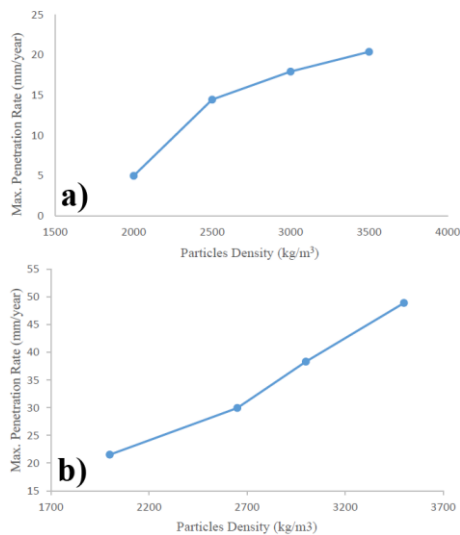 25
20
15
10
5
0
Max. Penetration Rate (mm/year)
a)
1500 2000 2500 3000 3500 4000
Particles Density (kg/m³)
55
50
45
40
35
30
25
20
15
Max. Penetration Rate (mm/year)
b)
1700 2200 2700 3200 3700
Particles Density (kg/m3)